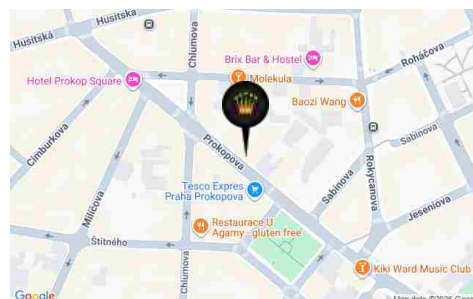 Husitská
Husitská
Chlumova
Brix Bar & Hostel
Roháčova
Hotel Prokop Square
Molekula
Baozi Wang
Cimburkova
Prokopova
Sabinova
Rokycanova
Milíčova
Tesco Expres
Praha Prokopova
Sabinova
Jeseniova
Restaurace U
Agarny - gluten free
Štítného
Chlumova
Kiki Ward Music Club
Google